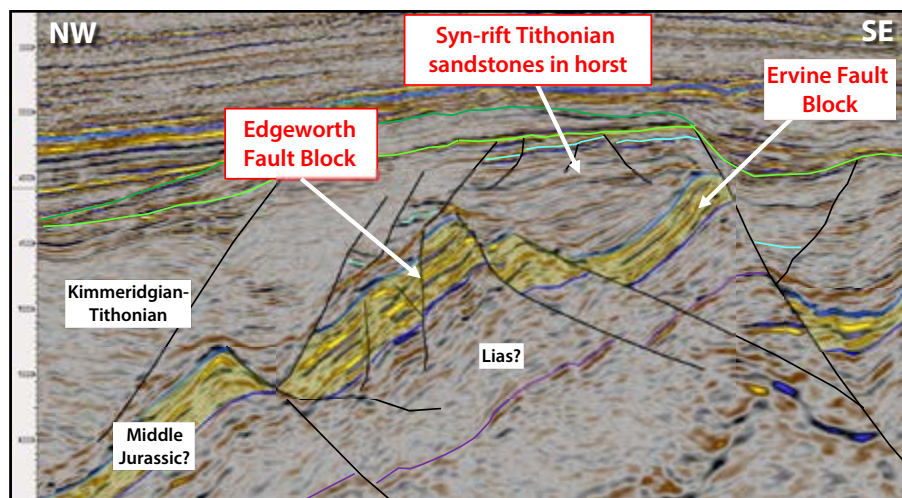 NW
SE
Syn-rift Tithonian
sandstones in horst
Ervine Fault
Block
Edgeworth
Fault Block
Kimmeridgian-
Tithonian
Lias?
Middle
Jurassic?